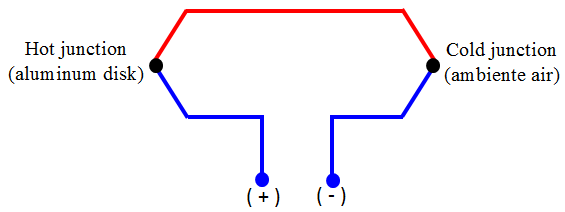 Hot junction
(aluminum disk)
Cold junction
(ambiente air)
( + )
( - )